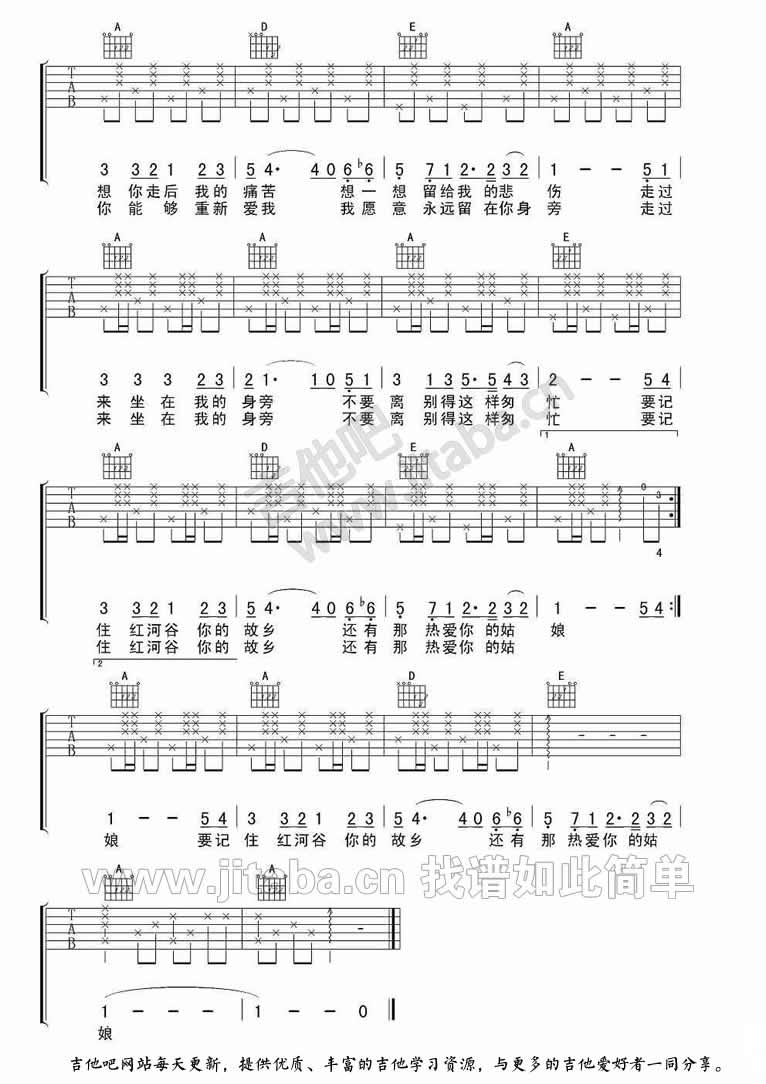 A D E A
T A B
3 3 2 1 2 3 5 4· 4 0 6 ♭6 5 7 1 2· 2 3 2 1 — — 5 1
想你走后我的痛苦 想一想留给我的悲伤 走过
你能够重新爱我 我愿意永远留在你身旁 走过
A A A E
T A B
3 3 3 2 3 2 1· 1 0 5 1 3 1 3 5· 5 4 3 2 — — 5 4
来坐在我的身旁 不要离别得这样匆忙 要记
来坐在我的身旁 不要离别得这样匆忙 要记
1
A D E A
T A B
0 3
4
3 3 2 1 2 3 5 4· 4 0 6 ♭6 5 7 1 2· 2 3 2 1 — 5 4
住红河谷你的故乡 还有那热爱你的姑娘
住红河谷你的故乡 还有那热爱你的姑
2
A A D E
T A B
1 — — 5 4 3 3 2 1 2 3 5 4· 4 0 6 ♭6 5 7 1 2· 2 3 2
娘 要记住红河谷你的故乡 还有那热爱你的姑
www.jitaba.cn 找谱如此简单
A A
T A B
1 — — 1 1 — — 0
娘
吉他吧 www.jitaba.cn
吉他吧网站每天更新，提供优质、丰富的吉他学习资源，与更多的吉他爱好者一同分享。